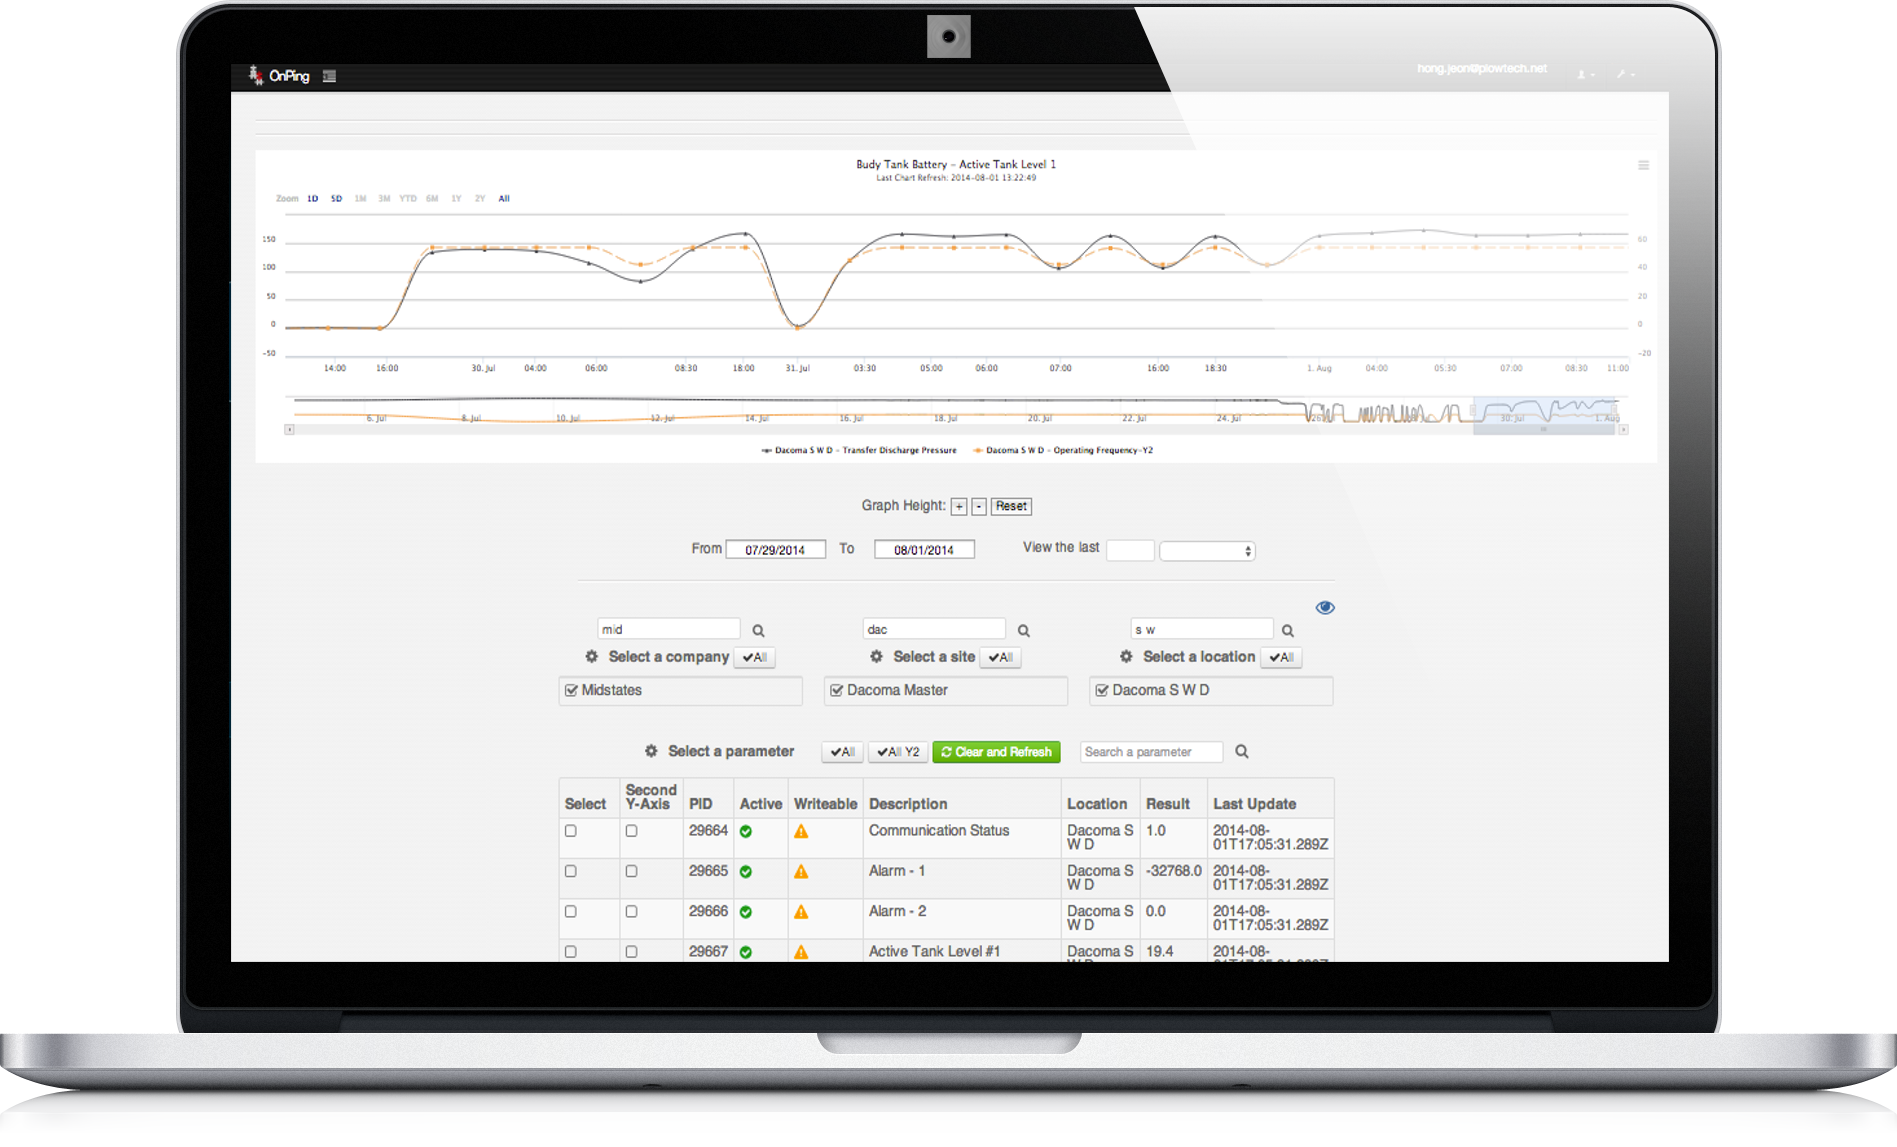 OnPing
hong.jeon@plowtech.net
Budy Tank Battery - Active Tank Level 1
Last Chart Refresh: 2014-08-01 13:22:49
Zoom 1D 5D 1M 3M YTD 6M 1Y 2Y All
150 60
100 40
50 20
0 0
-50 -20
14:00 16:00 30. Jul 04:00 06:00 08:30 18:00 31. Jul 03:30 05:00 06:00 07:00 16:00 18:30 1. Aug 04:00 05:30 07:00 08:30 11:00
6. Jul 8. Jul 10. Jul 12. Jul 14. Jul 16. Jul 18. Jul 20. Jul 22. Jul 24. Jul 30. Jul 1. Aug
Dacoma S W D - Transfer Discharge Pressure Dacoma S W D - Operating Frequency-Y2
Graph Height: + - Reset
From 07/29/2014 To 08/01/2014 View the last
mid dac s w
Select a company All Select a site All Select a location All
Midstates Dacoma Master Dacoma S W D
Select a parameter All All Y2 Clear and Refresh Search a parameter
Select Second Y-Axis PID Active Writeable Description Location Result Last Update
29664 Communication Status Dacoma S W D 1.0 2014-08-01T17:05:31.289Z
29665 Alarm - 1 Dacoma S W D -32768.0 2014-08-01T17:05:31.289Z
29666 Alarm - 2 Dacoma S W D 0.0 2014-08-01T17:05:31.289Z
29667 Active Tank Level #1 Dacoma S 19.4 2014-08-